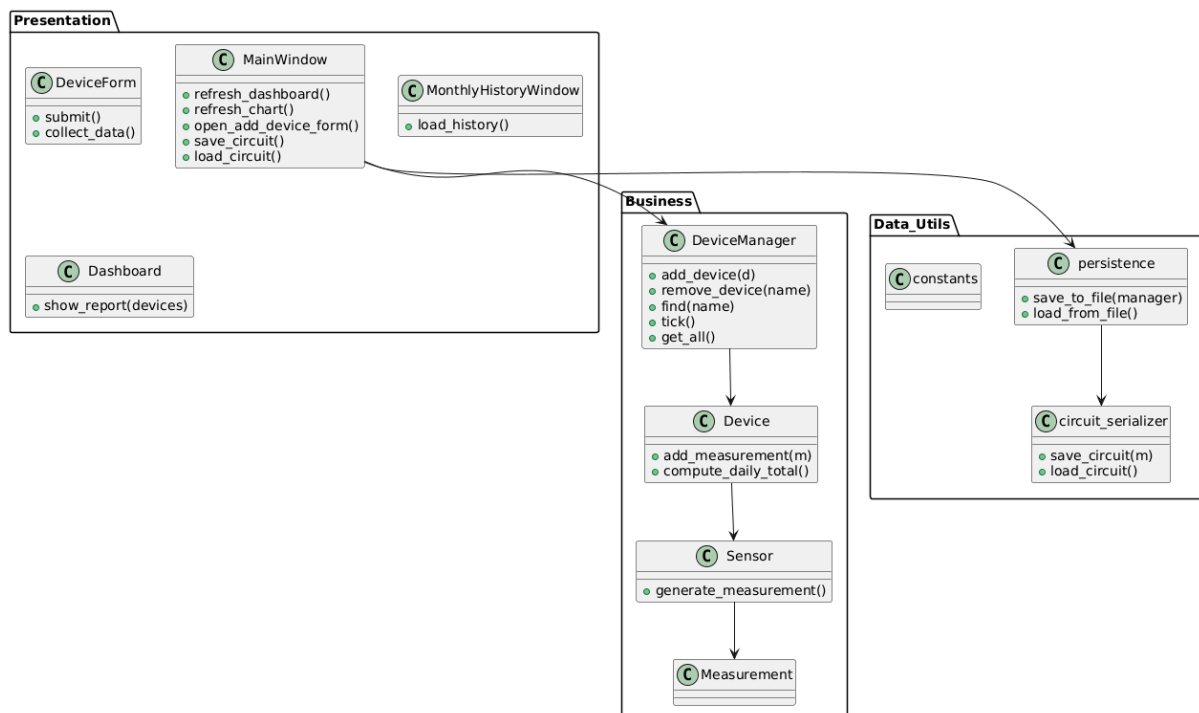 Presentation
C DeviceForm
submit()
collect_data()
C MainWindow
refresh_dashboard()
refresh_chart()
open_add_device_form()
save_circuit()
load_circuit()
C MonthlyHistoryWindow
load_history()
C Dashboard
show_report(devices)
Business
C DeviceManager
add_device(d)
remove_device(name)
find(name)
tick()
get_all()
C Device
add_measurement(m)
compute_daily_total()
C Sensor
generate_measurement()
C Measurement
Data_Utils
C constants
C persistence
save_to_file(manager)
load_from_file()
C circuit_serializer
save_circuit(m)
load_circuit()